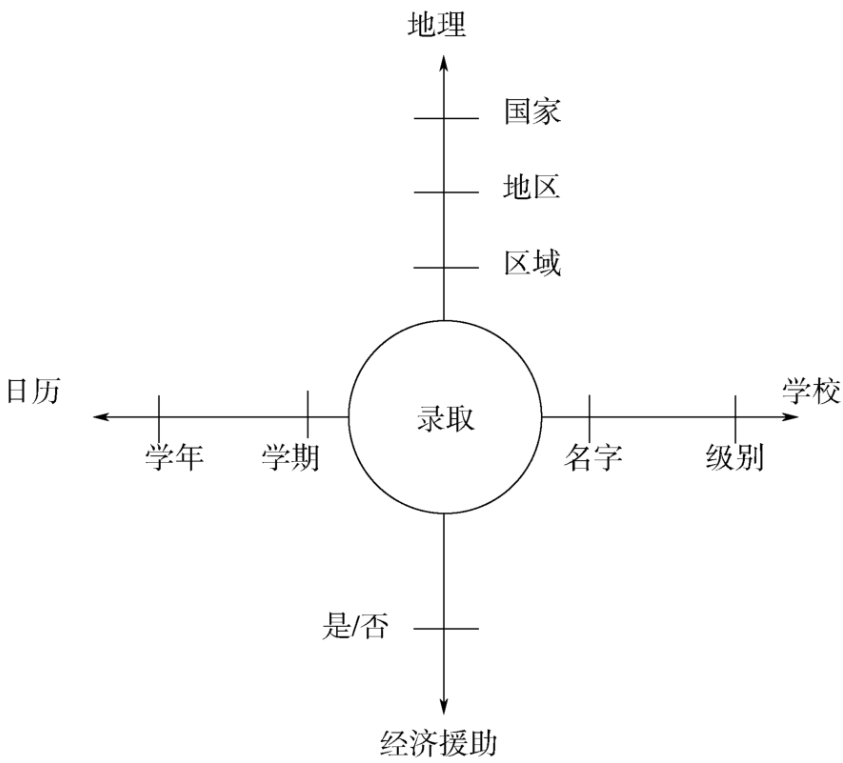 地理
国家
地区
区域
日历
学校
录取
学年
学期
名字
级别
是/否
经济援助